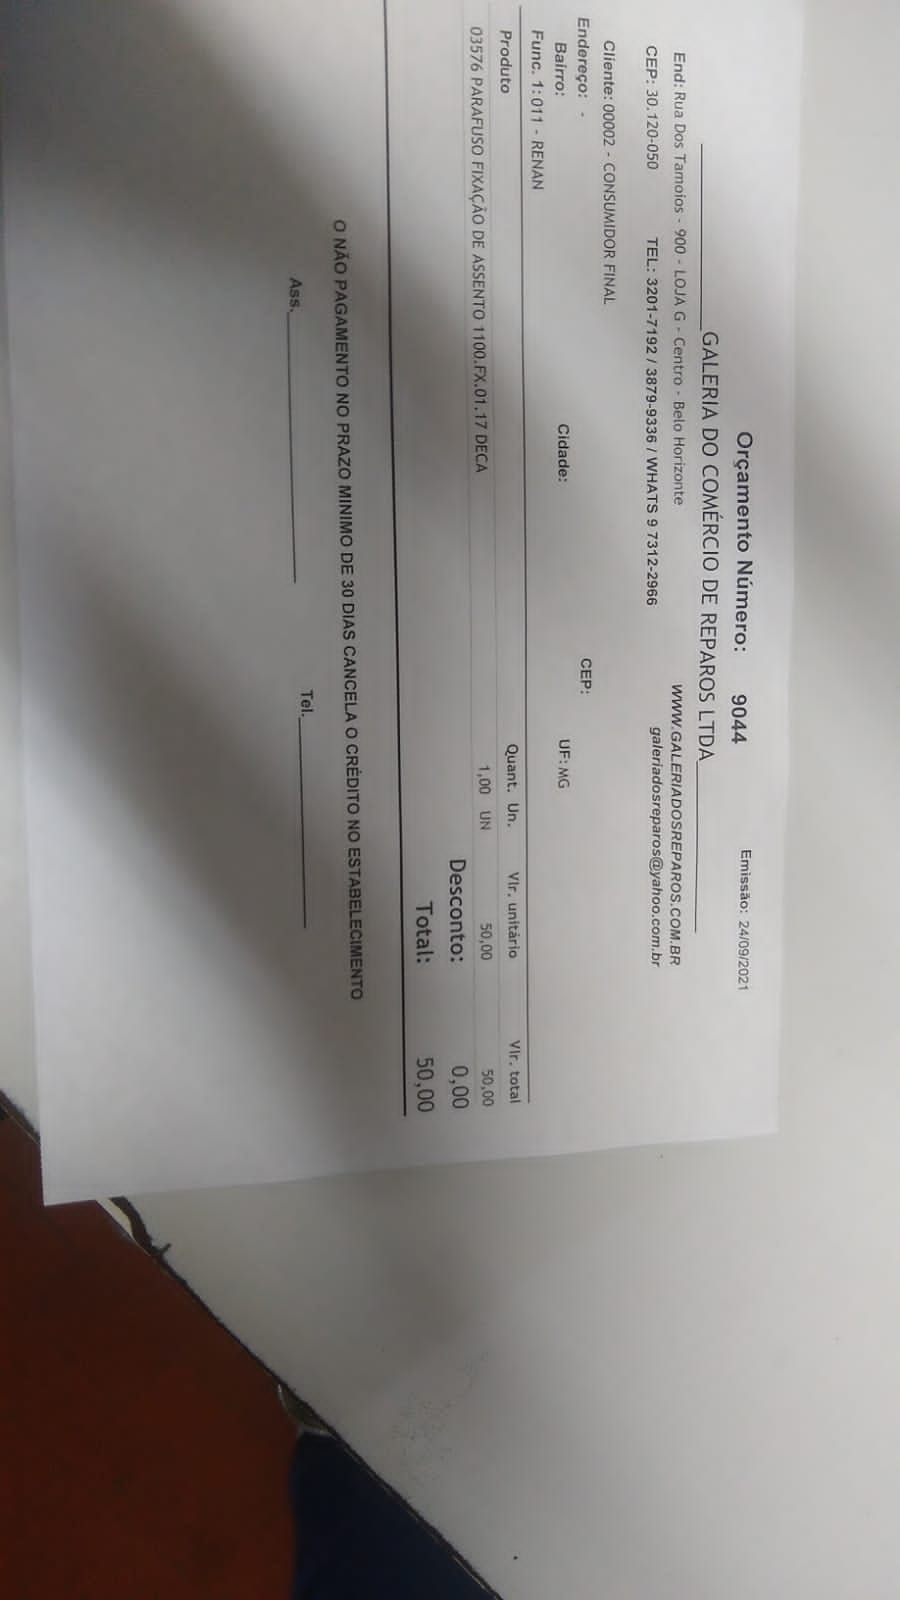 Orçamento Número: 9044 Emissão: 24/09/2021
GALERIA DO COMÉRCIO DE REPAROS LTDA
End: Rua Dos Tamoios - 900 - LOJA G - Centro - Belo Horizonte WWW.GALERIADOSREPAROS.COM.BR
CEP: 30.120-050 TEL: 3201-7192 / 3879-9336 / WHATS 9 7312-2966 galeriadosreparos@yahoo.com.br
Cliente: 00002 - CONSUMIDOR FINAL
Endereço: - CEP:
Bairro: Cidade: UF: MG
Func. 1: 011 - RENAN
Produto Quant. Un. Vlr. unitário Vlr. total
03576 PARAFUSO FIXAÇÃO DE ASSENTO 1100.FX.01.17 DECA 1,00 UN 50,00 50,00
Desconto: 0,00
Total: 50,00
O NÃO PAGAMENTO NO PRAZO MINIMO DE 30 DIAS CANCELA O CRÉDITO NO ESTABELECIMENTO
Ass. Tel.